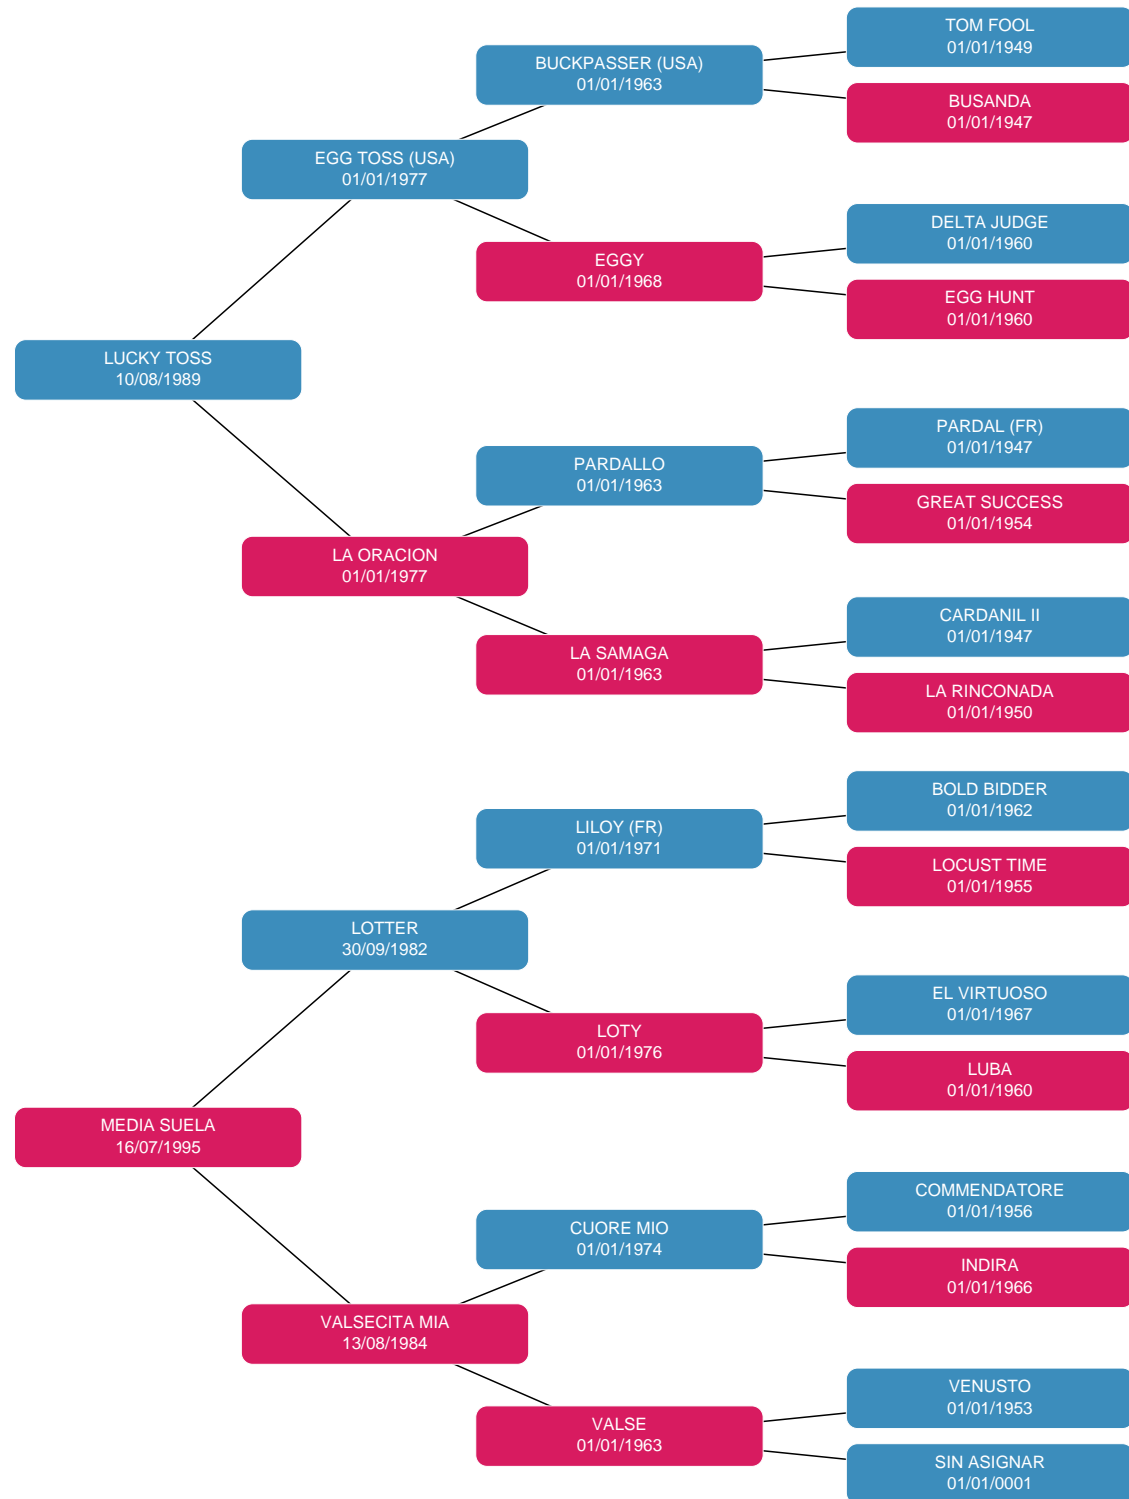 TOM FOOL
01/01/1949
BUCKPASSER (USA)
01/01/1963
BUSANDA
01/01/1947
EGG TOSS (USA)
01/01/1977
DELTA JUDGE
01/01/1960
EGGY
01/01/1968
EGG HUNT
01/01/1960
LUCKY TOSS
10/08/1989
PARDAL (FR)
01/01/1947
PARDALLO
01/01/1963
GREAT SUCCESS
01/01/1954
LA ORACION
01/01/1977
CARDANIL II
01/01/1947
LA SAMAGA
01/01/1963
LA RINCONADA
01/01/1950
BOLD BIDDER
01/01/1962
LILOY (FR)
01/01/1971
LOCUST TIME
01/01/1955
LOTTER
30/09/1982
EL VIRTUOSO
01/01/1967
LOTY
01/01/1976
LUBA
01/01/1960
MEDIA SUELA
16/07/1995
COMMENDATORE
01/01/1956
CUORE MIO
01/01/1974
INDIRA
01/01/1966
VALSECITA MIA
13/08/1984
VENUSTO
01/01/1953
VALSE
01/01/1963
SIN ASIGNAR
01/01/0001